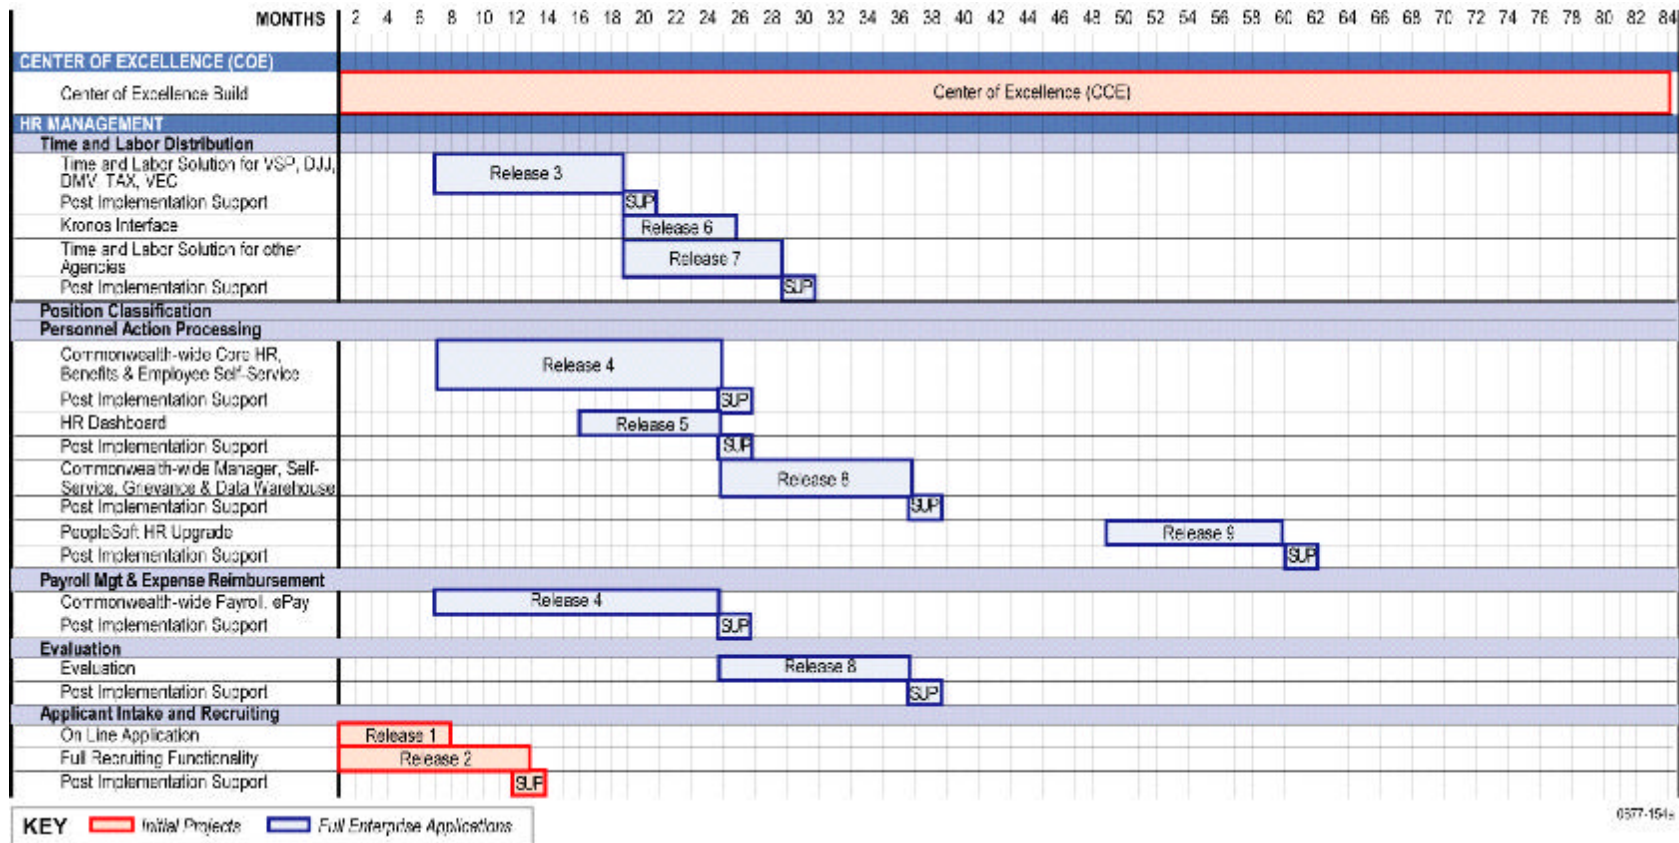 MONTHS 2 4 6 8 10 12 14 16 18 20 22 24 26 28 30 32 34 36 38 40 42 44 46 48 50 52 54 56 58 60 62 64 66 68 70 72 74 76 78 80 82 84
CENTER OF EXCELLENCE (COE)
Center of Excellence Build
Center of Excellence (CCE)
HR MANAGEMENT
Time and Labor Distribution
Time and Labor Solution for VSP, DJJ,
DMV, TAX, VEC
Release 3
Post Implementation Support
SUP
Kronos Interface
Release 6
Time and Labor Solution for other
Agencies
Release 7
Post Implementation Support
SUP
Position Classification
Personnel Action Processing
Commonwealth-wide Core HR,
Benefits & Employee Self-Service
Release 4
Post Implementation Support
SUP
HR Dashboard
Release 5
Post Implementation Support
SUP
Commonwealth-wide Manager, Self-
Service, Grievance & Data Warehouse
Release 8
Post Implementation Support
SUP
PeopleSoft HR Upgrade
Release 9
Post Implementation Support
SUP
Payroll Mgt & Expense Reimbursement
Commonwealth-wide Payroll, ePay
Release 4
Post Implementation Support
SUP
Evaluation
Evaluation
Release 8
Post Implementation Support
SUP
Applicant Intake and Recruiting
On Line Application
Release 1
Full Recruiting Functionality
Release 2
Post Implementation Support
SUP
KEY Initial Projects Full Enterprise Applications